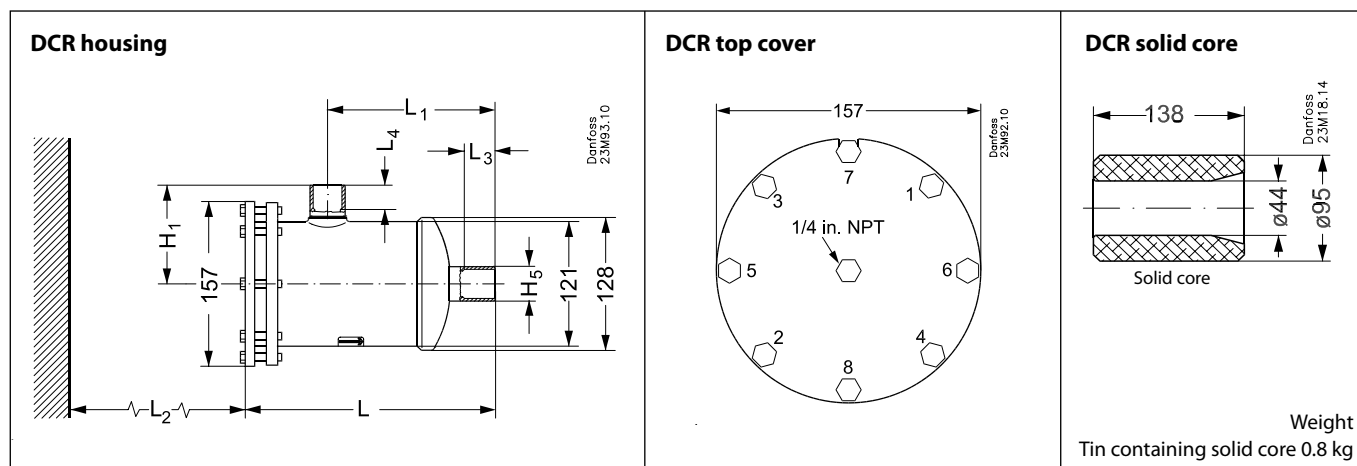 DCR housing
L1
L4
L3
Danfoss
23M93.10
H1
157
H5
121
128
L2
L
DCR top cover
157
Danfoss
23M92.10
7
3
1
1/4 in. NPT
5
6
2
4
8
DCR solid core
138
Danfoss
23M18.14
ø44
ø95
Solid core
Weight
Tin containing solid core 0.8 kg